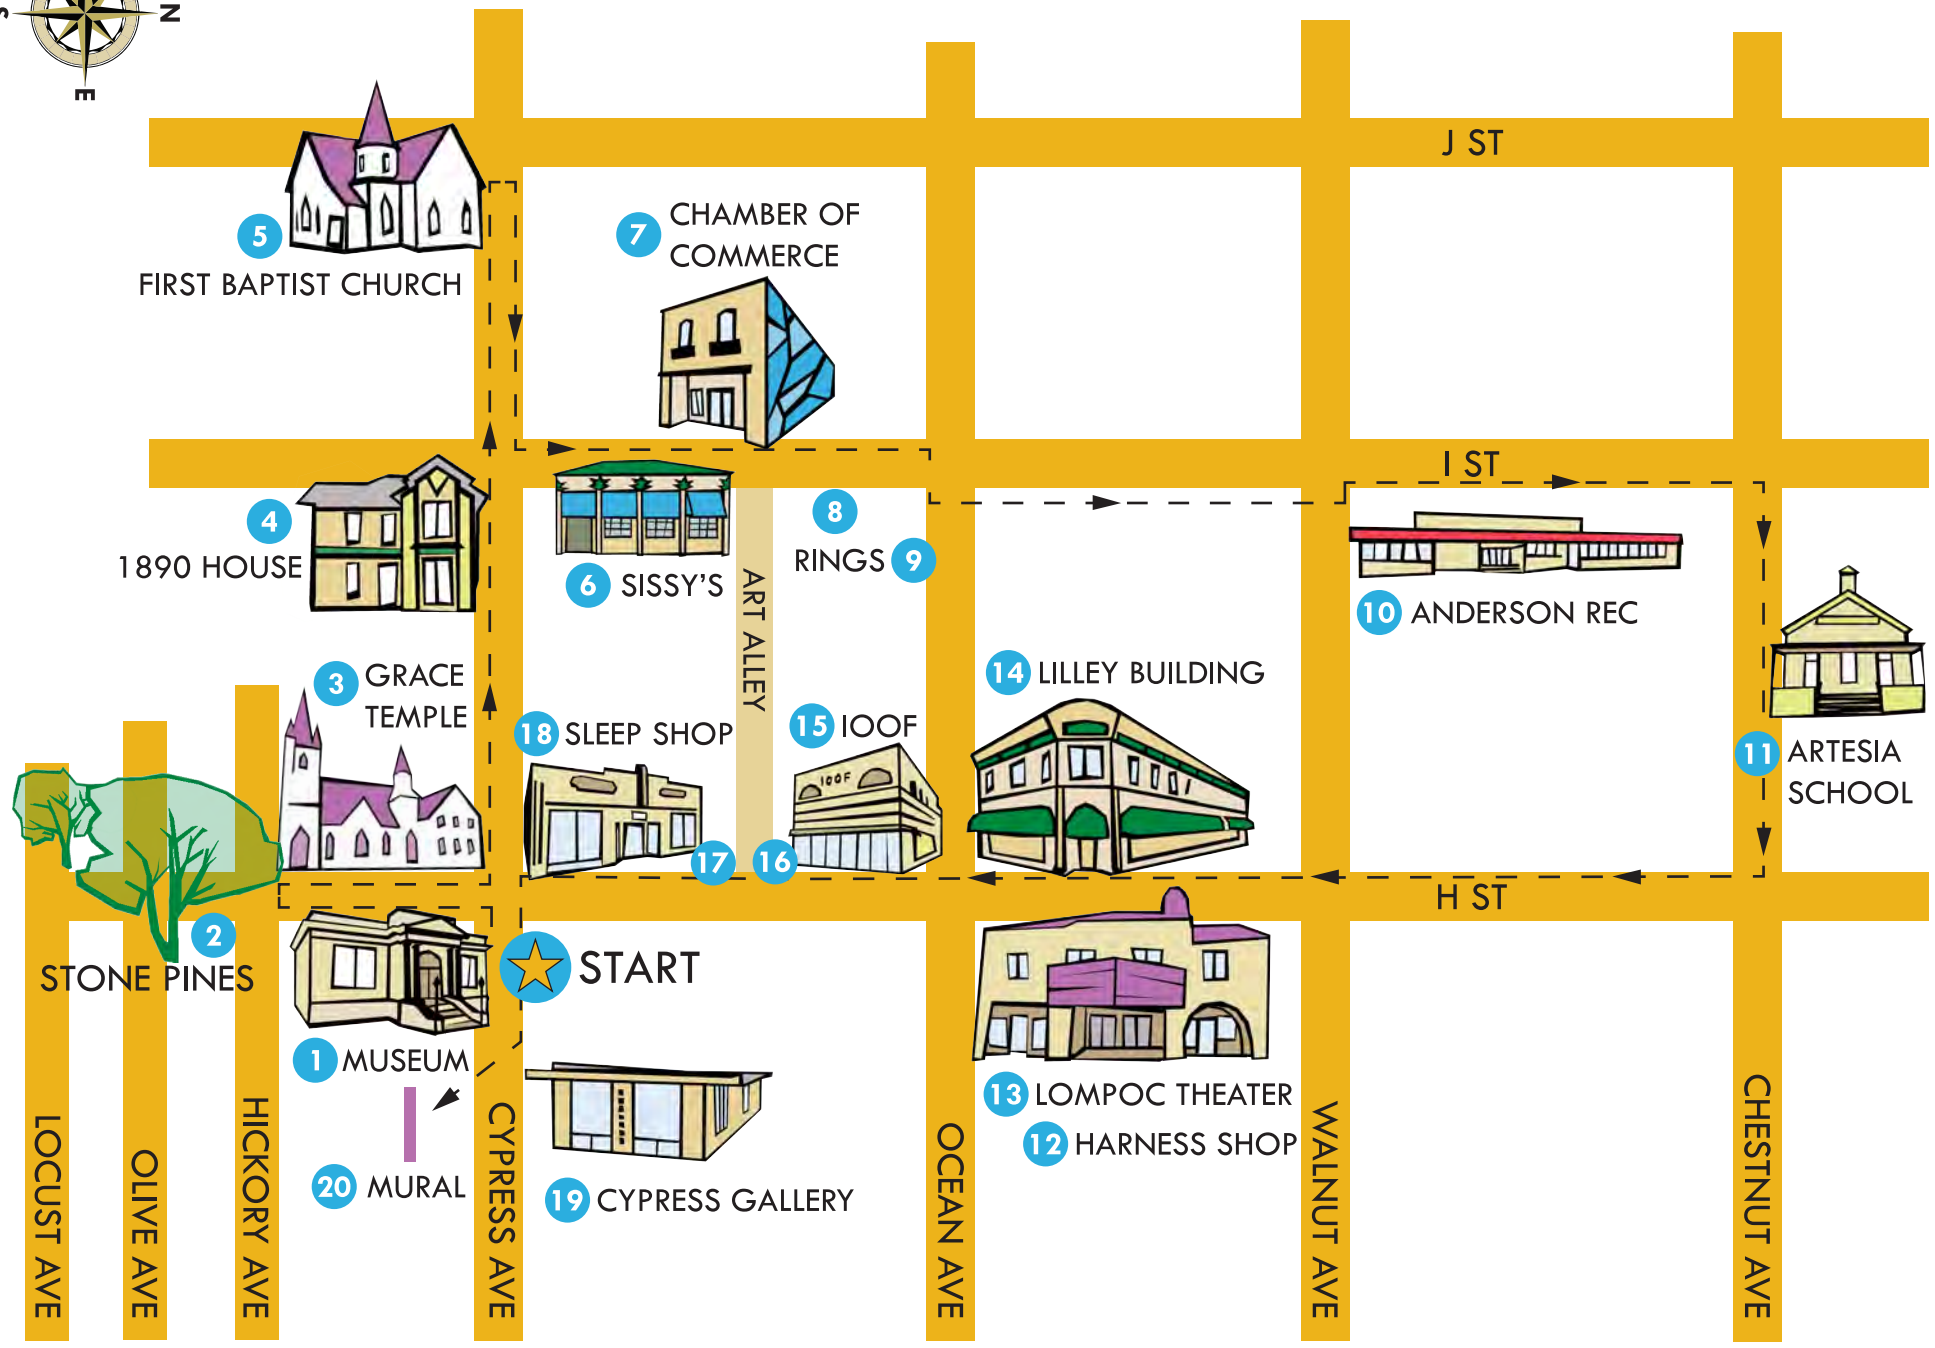 N
S
E
J ST
5
FIRST BAPTIST CHURCH
7
CHAMBER OF
COMMERCE
I ST
4
1890 HOUSE
6 SISSY'S
ART ALLEY
8
RINGS 9
10 ANDERSON REC
3 GRACE
TEMPLE
18 SLEEP SHOP
15 IOOF
IOOF
14 LILLEY BUILDING
11 ARTESIA
SCHOOL
17
16
H ST
2
STONE PINES
START
1 MUSEUM
20 MURAL
19 CYPRESS GALLERY
13 LOMPOC THEATER
12 HARNESS SHOP
LOCUST AVE
OLIVE AVE
HICKORY AVE
CYPRESS AVE
OCEAN AVE
WALNUT AVE
CHESTNUT AVE